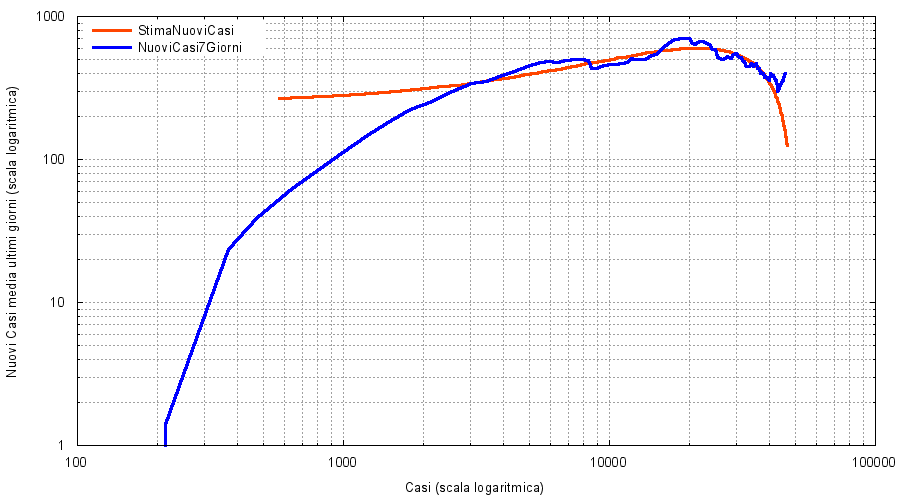 1000
StimaNuoviCasi
NuoviCasi7Giorni
Nuovi Casi media ultimi giorni (scala logaritmica)
100
10
1
100 1000 10000 100000
Casi (scala logaritmica)